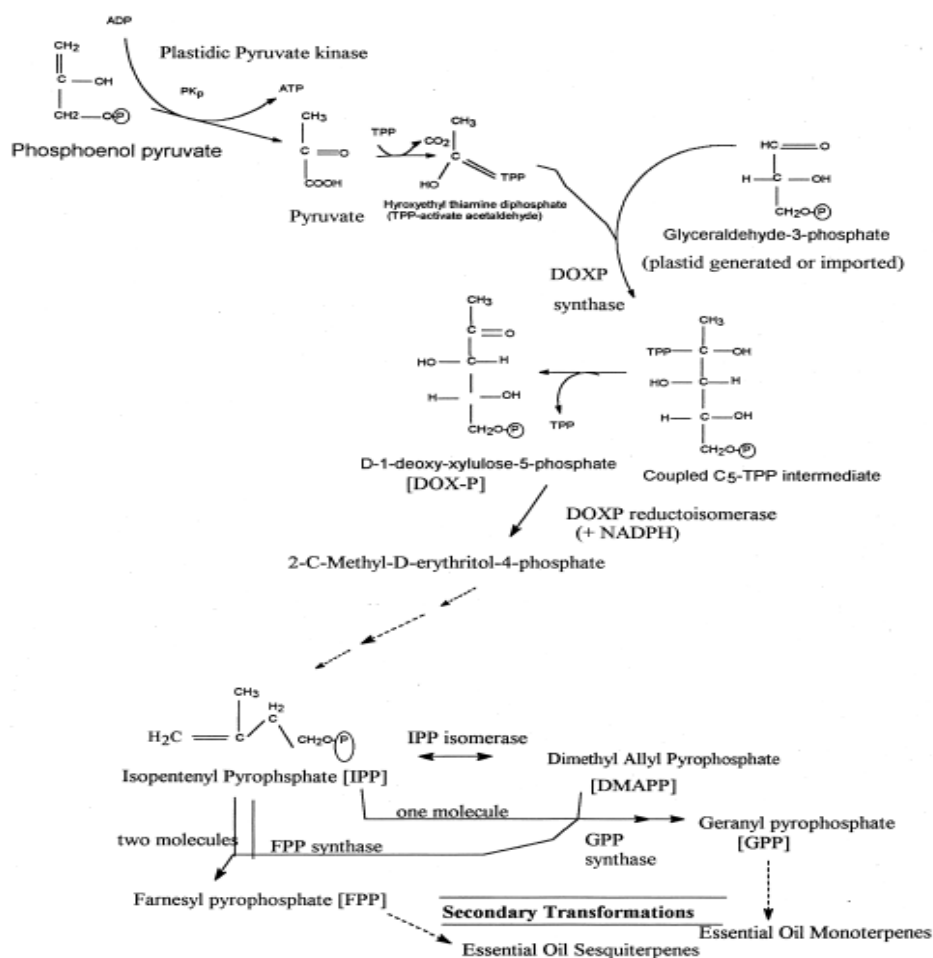 ADP
Plastidic Pyruvate kinase
CH2
C
OH
PKp
ATP
CH2
O
P
Phosphoenol pyruvate
CH3
C
O
COOH
Pyruvate
TPP
CO2
CH3
C
HO
TPP
Hyroxyethyl thiamine diphosphate
(TPP-activate acetaldehyde)
HC
O
H
C
OH
CH2O
P
Glyceraldehyde-3-phosphate
(plastid generated or imported)
DOXP
synthase
CH3
C
O
HO
C
H
H
OH
CH2O
P
TPP
D-1-deoxy-xylulose-5-phosphate
[DOX-P]
CH3
TPP
C
OH
HO
C
H
H
C
OH
CH2O
P
Coupled C5-TPP intermediate
DOXP reductoisomerase
(+ NADPH)
2-C-Methyl-D-erythritol-4-phosphate
CH3
H2
C
H2C
C
CH2O
P
Isopentenyl Pyrophsphate [IPP]
IPP isomerase
Dimethyl Allyl Pyrophosphate
[DMAPP]
one molecule
two molecules
FPP synthase
GPP
synthase
Geranyl pyrophosphate
[GPP]
Farnesyl pyrophosphate [FPP]
Secondary Transformations
Essential Oil Monoterpenes
Essential Oil Sesquiterpenes